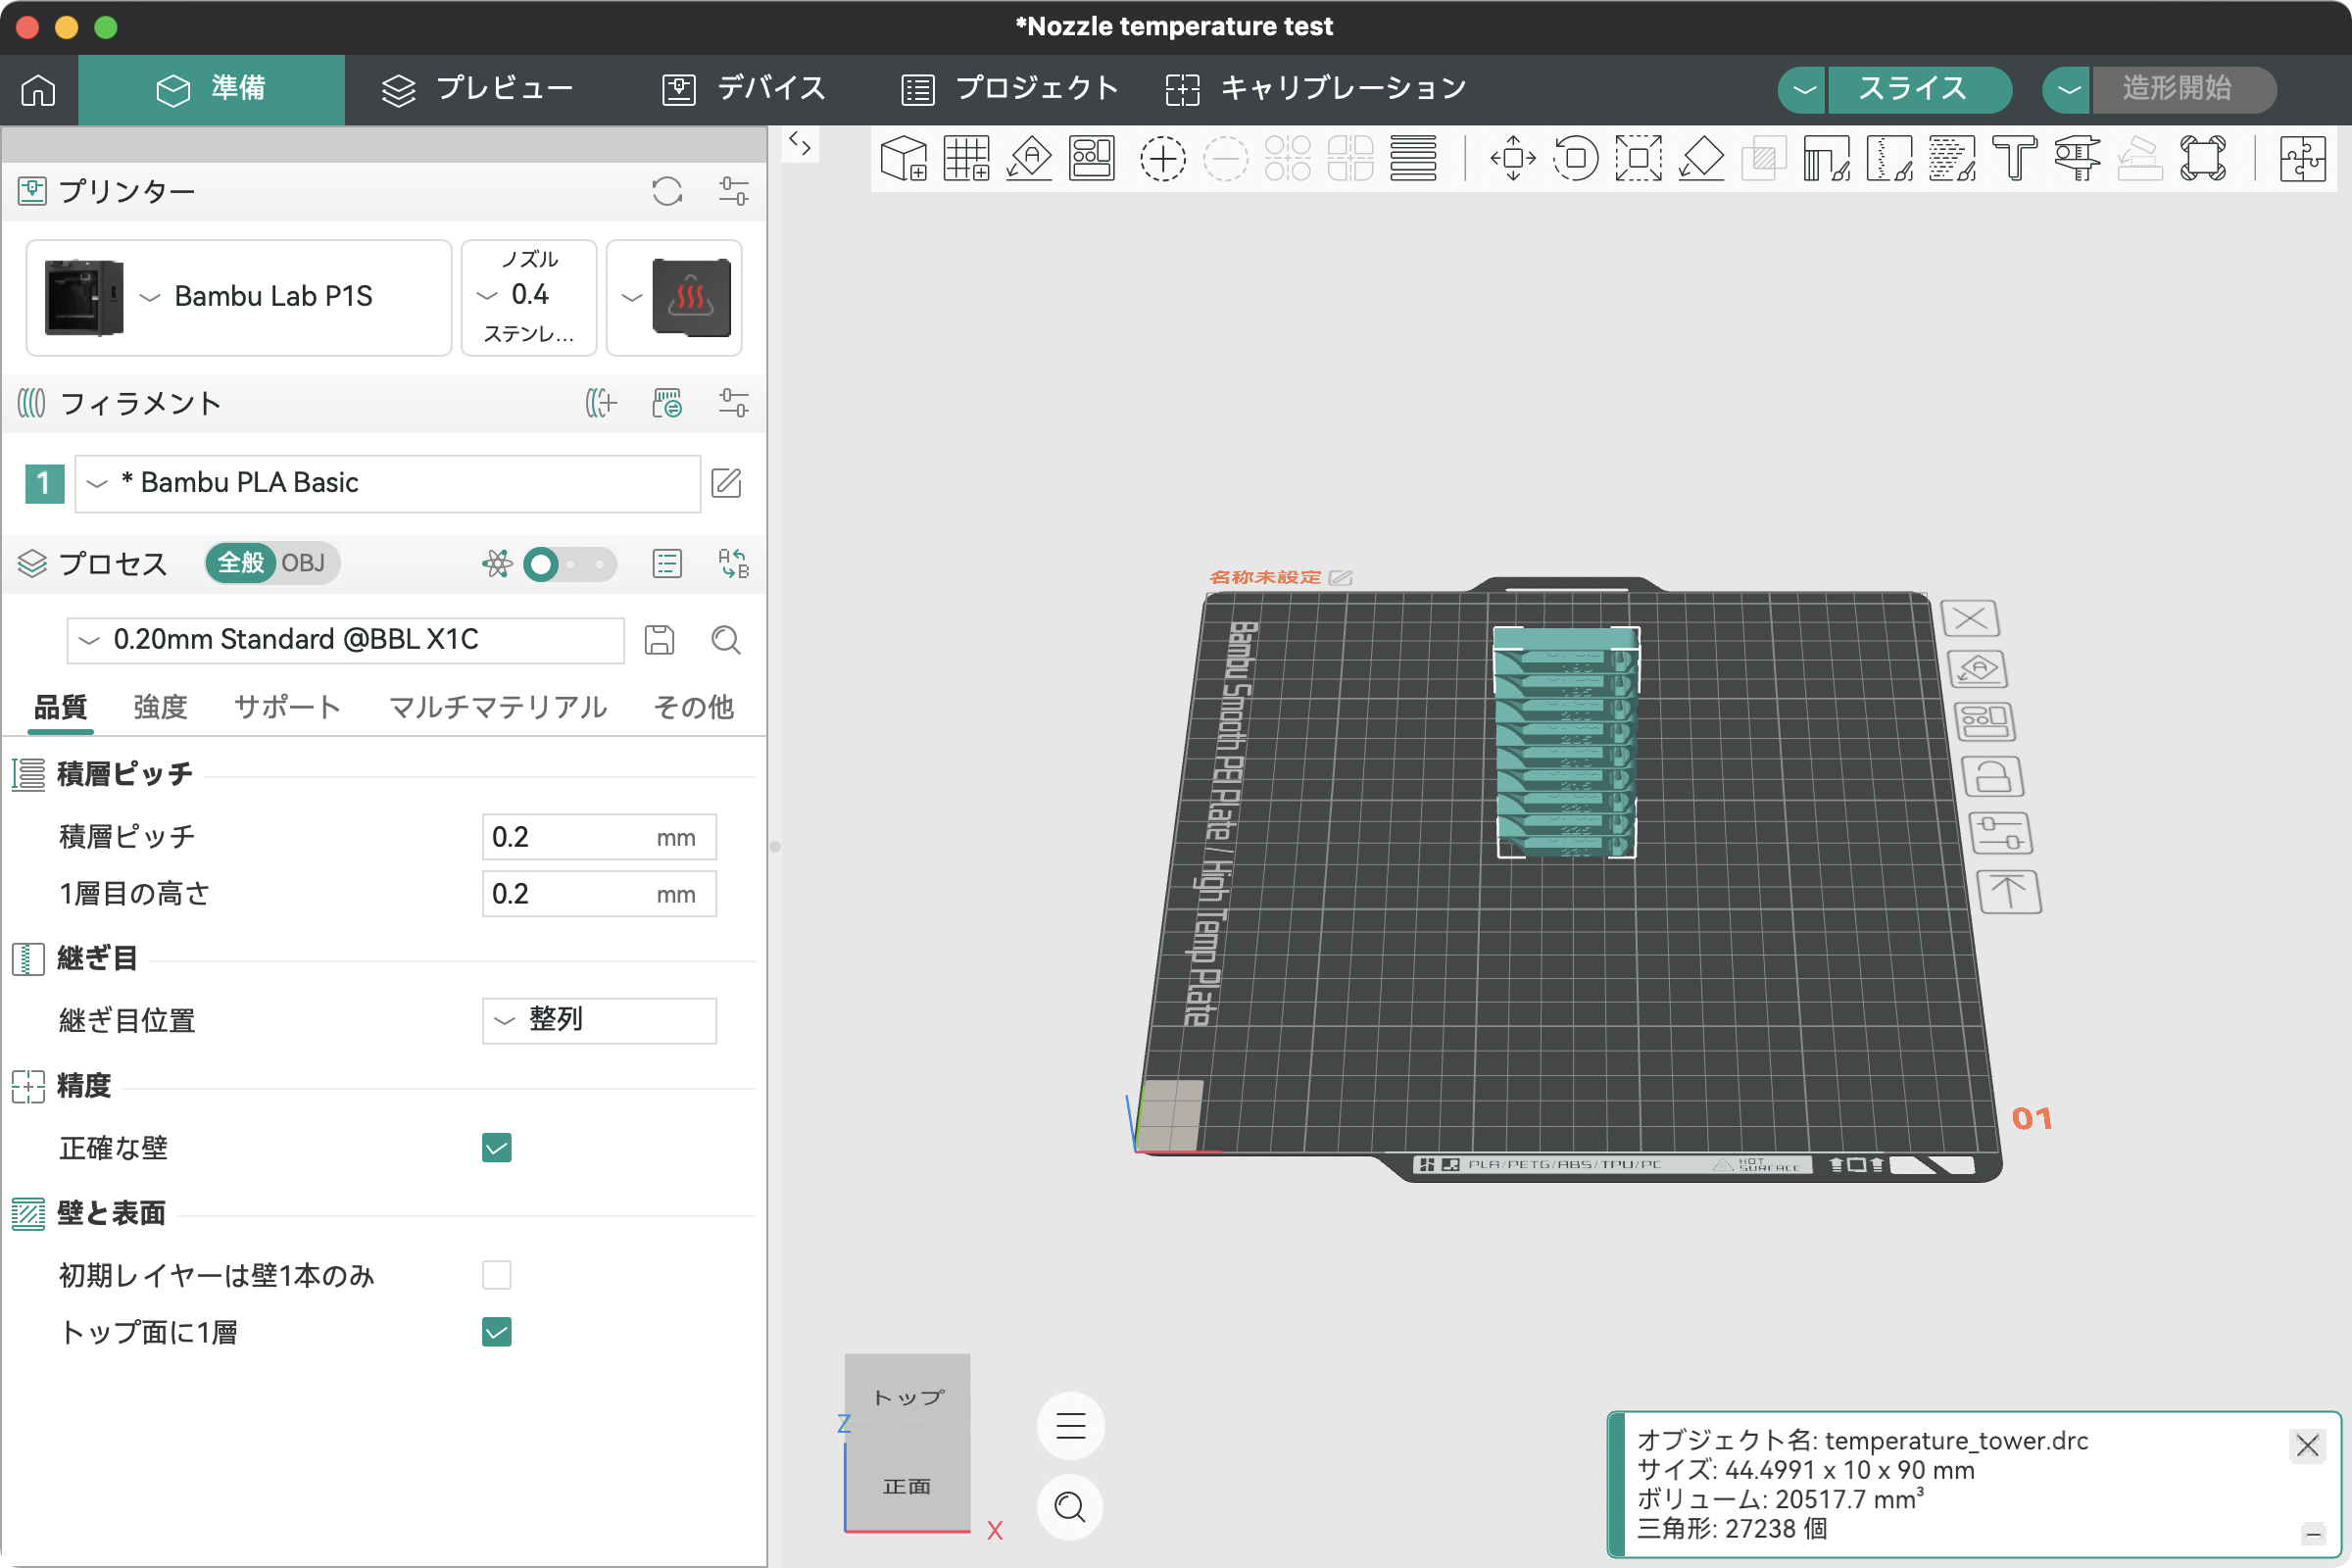 *Nozzle temperature test
準備
プレビュー
デバイス
プロジェクト
キャリブレーション
スライス
造形開始
プリンター
Bambu Lab P1S
ノズル
0.4
ステンレ...
フィラメント
1
* Bambu PLA Basic
プロセス
全般
OBJ
0.20mm Standard @BBL X1C
品質
強度
サポート
マルチマテリアル
その他
積層ピッチ
積層ピッチ
0.2 mm
1層目の高さ
0.2 mm
継ぎ目
継ぎ目位置
整列
精度
正確な壁
壁と表面
初期レイヤーは壁1本のみ
トップ面に1層
名称未設定
Bambu Smooth PEI Plate / High Temp Plate
PLA/PETG/ABS/TPU/PC
HOT
SURFACE
01
トップ
正面
Z
X
オブジェクト名: temperature_tower.drc
サイズ: 44.4991 x 10 x 90 mm
ボリューム: 20517.7 mm³
三角形: 27238 個